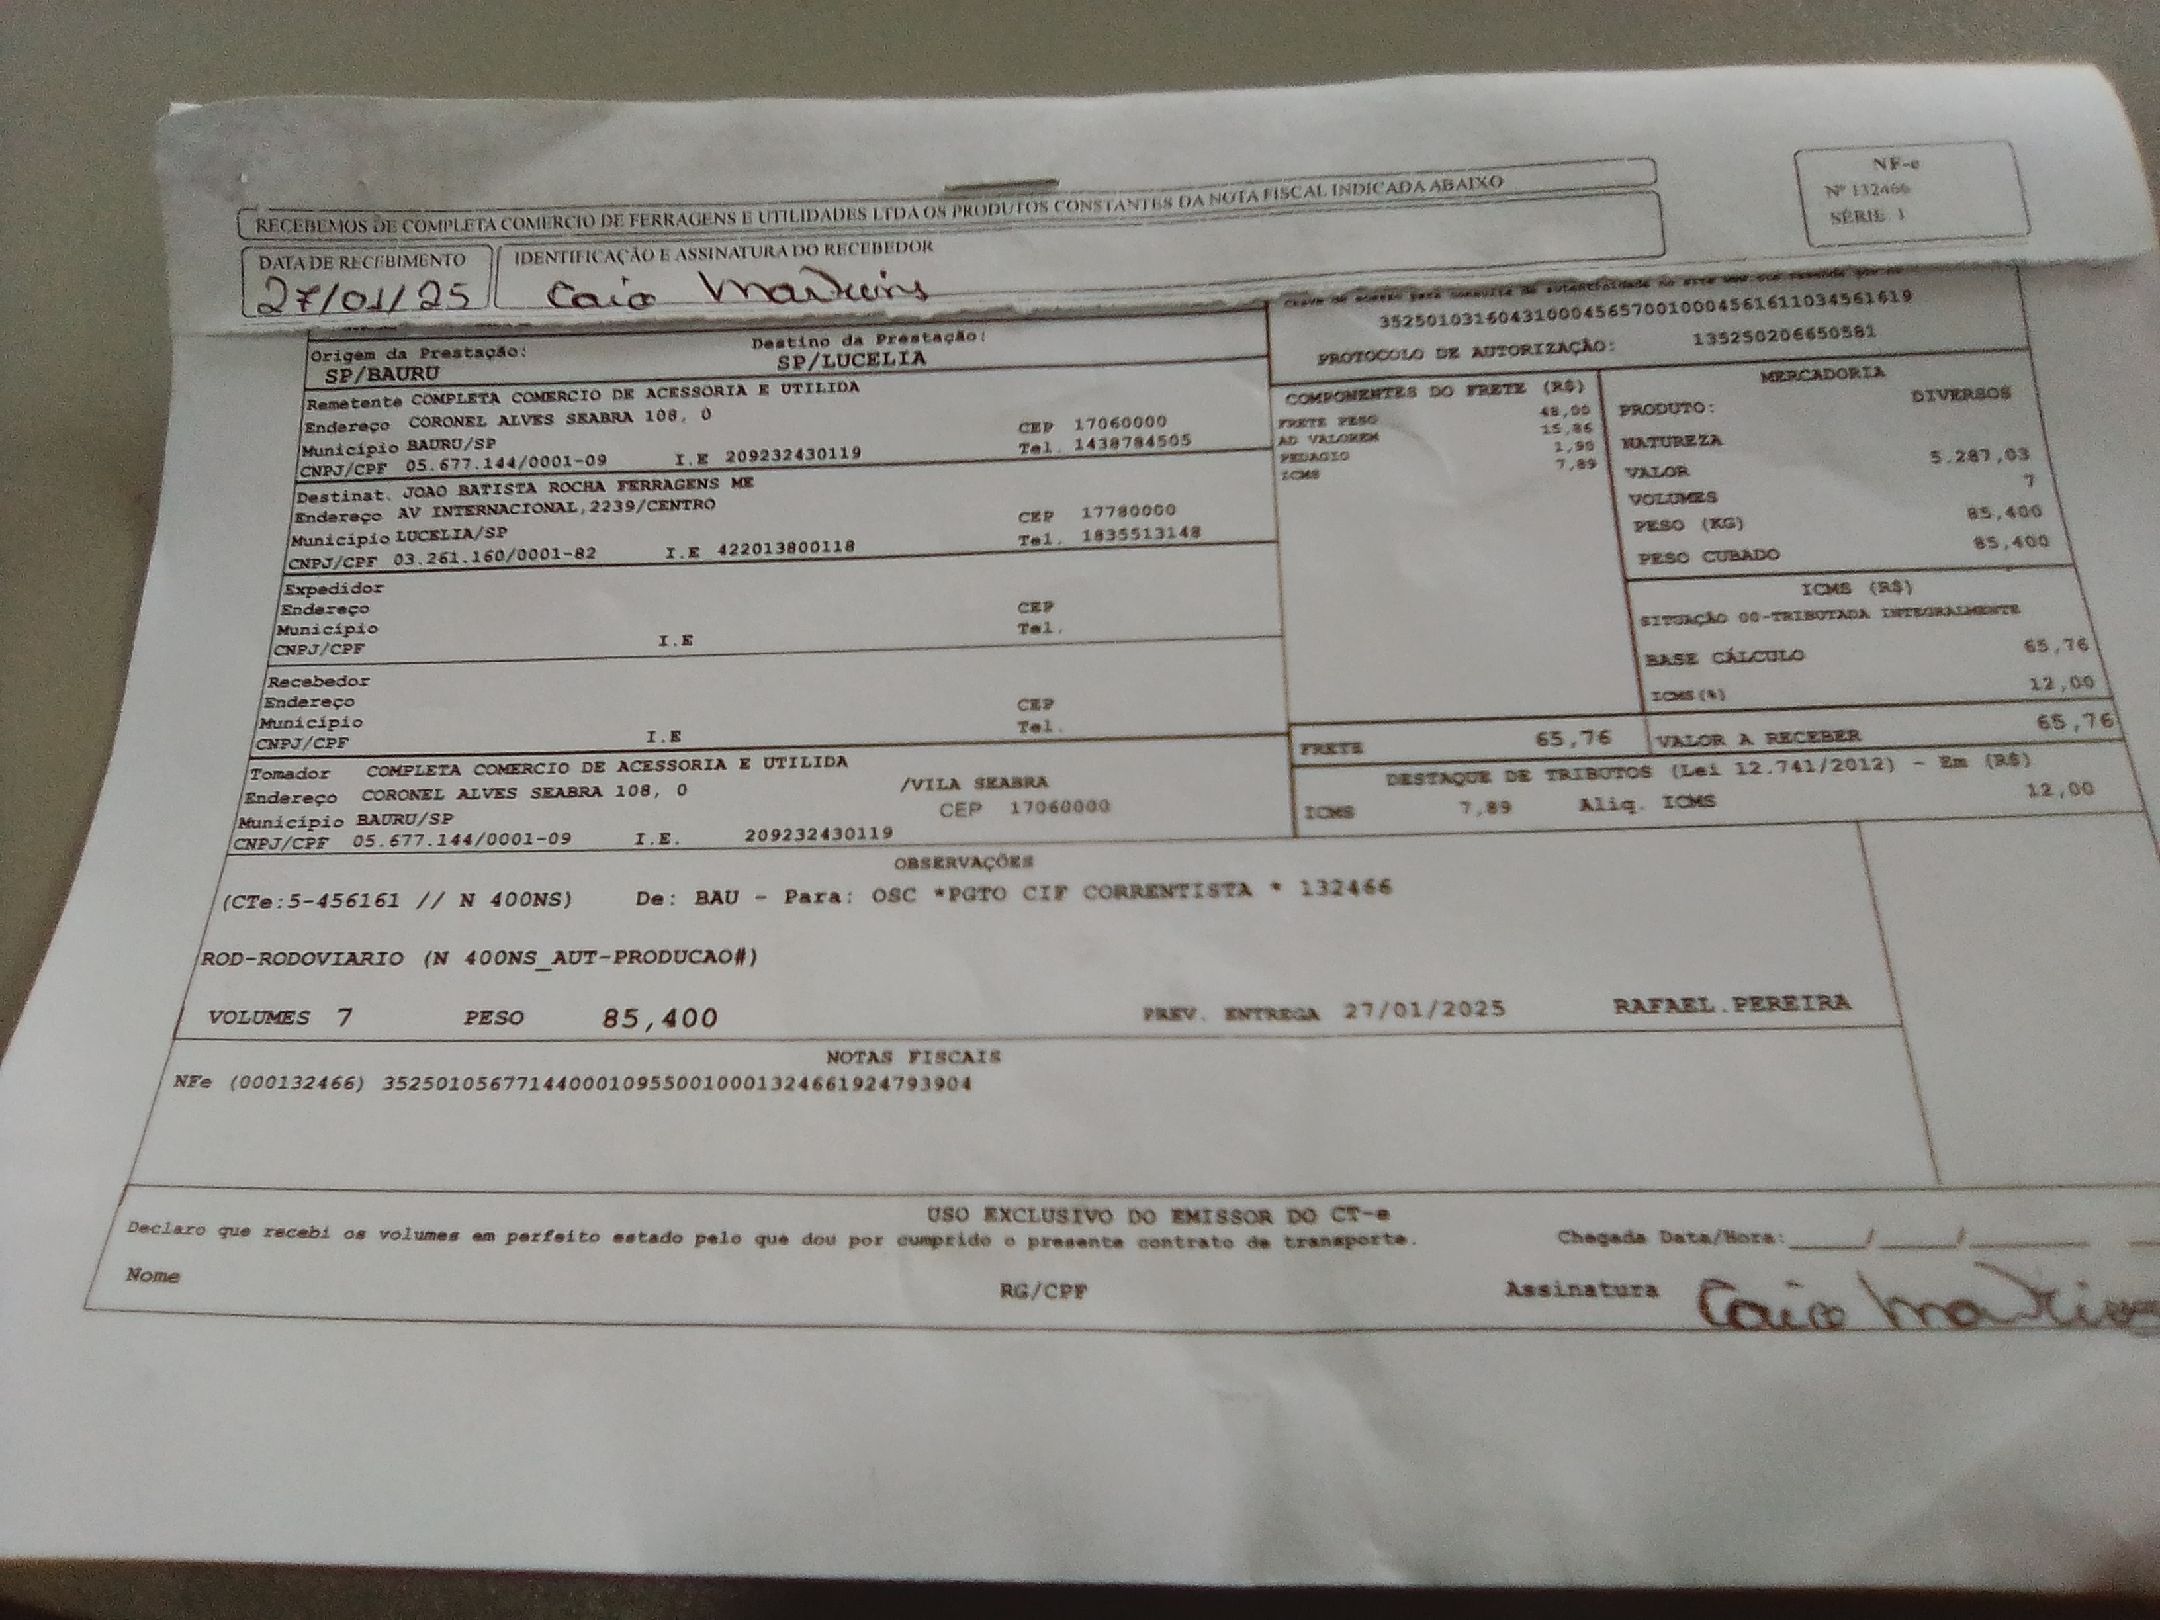 RECEBEMOS DE COMPLETA COMERCIO DE FERRAGENS E UTILIDADES LTDA OS PRODUTOS CONSTANTES DA NOTA FISCAL INDICADA ABAIXO
NF-e
Nº 132466
SÉRIE 1
DATA DE RECEBIMENTO
27/01/25
IDENTIFICAÇÃO E ASSINATURA DO RECEBEDOR
Caio Martins
Chave de acesso para consulta de autenticidade no site
35250103160431000456570010004561611034561619
PROTOCOLO DE AUTORIZAÇÃO: 135250206650581
Origem da Prestação:
SP/BAURU
Destino da Prestação:
SP/LUCELIA
Remetente COMPLETA COMERCIO DE ACESSORIA E UTILIDA
Endereço CORONEL ALVES SEABRA 108, 0
CEP 17060000
Município BAURU/SP
Tel. 1438784505
CNPJ/CPF 05.677.144/0001-09 I.E 209232430119
Destinat. JOAO BATISTA ROCHA FERRAGENS ME
Endereço AV INTERNACIONAL,2239/CENTRO
CEP 17780000
Município LUCELIA/SP
Tel. 1835513148
CNPJ/CPF 03.261.160/0001-82 I.E 422013800118
Expedidor
Endereço
CEP
Município
Tel.
CNPJ/CPF I.E
Recebedor
Endereço
CEP
Município
Tel.
CNPJ/CPF I.E
Tomador COMPLETA COMERCIO DE ACESSORIA E UTILIDA
Endereço CORONEL ALVES SEABRA 108, 0 /VILA SEABRA
Município BAURU/SP CEP 17060000
CNPJ/CPF 05.677.144/0001-09 I.E. 209232430119
COMPONENTES DO FRETE (R$)
FRETE PESO 48,00
AD VALOREM 15,86
PEDAGIO 1,90
ICMS 7,89
MERCADORIA
PRODUTO: DIVERSOS
NATUREZA
VALOR 5.287,03
VOLUMES 7
PESO (KG) 85,400
PESO CUBADO 85,400
ICMS (R$)
SITUAÇÃO 00-TRIBUTADA INTEGRALMENTE
BASE CÁLCULO 65,76
ICMS(%) 12,00
FRETE 65,76
VALOR A RECEBER 65,76
DESTAQUE DE TRIBUTOS (Lei 12.741/2012) - Em (R$)
ICMS 7,89 Aliq. ICMS 12,00
OBSERVAÇÕES
(CTe:5-456161 // N 400NS) De: BAU - Para: OSC *PGTO CIF CORRENTISTA * 132466
ROD-RODOVIARIO (N 400NS_AUT-PRODUCAO#)
VOLUMES 7 PESO 85,400 PREV. ENTREGA 27/01/2025 RAFAEL.PEREIRA
NOTAS FISCAIS
NFe (000132466) 35250105677144000109550010001324661924793904
USO EXCLUSIVO DO EMISSOR DO CT-e
Declaro que recebi os volumes em perfeito estado pelo que dou por cumprido o presente contrato de transporte.
Chegada Data/Hora:____/____/______
Nome
RG/CPF
Assinatura Caio Martins